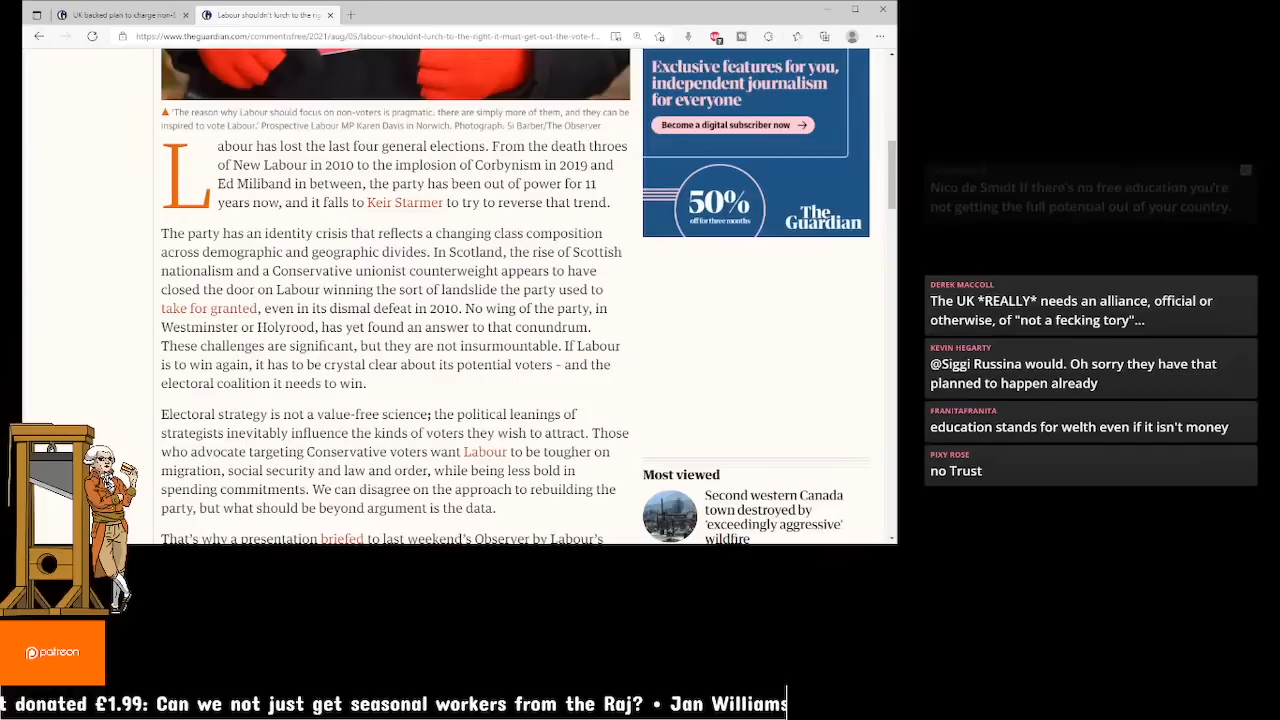 UK backed plan to charge non-E
Labour shouldn't lurch to the rig
https://www.theguardian.com/commentisfree/2021/aug/05/labour-shouldnt-lurch-to-the-right-it-must-get-out-the-vote-f...
'The reason why Labour should focus on non-voters is pragmatic: there are simply more of them, and they can be
inspired to vote Labour.' Prospective Labour MP Karen Davis in Norwich. Photograph: Si Barber/The Observer
Labour has lost the last four general elections. From the death throes
of New Labour in 2010 to the implosion of Corbynism in 2019 and
Ed Miliband in between, the party has been out of power for 11
years now, and it falls to Keir Starmer to try to reverse that trend.
The party has an identity crisis that reflects a changing class composition
across demographic and geographic divides. In Scotland, the rise of Scottish
nationalism and a Conservative unionist counterweight appears to have
closed the door on Labour winning the sort of landslide the party used to
take for granted, even in its dismal defeat in 2010. No wing of the party, in
Westminster or Holyrood, has yet found an answer to that conundrum.
These challenges are significant, but they are not insurmountable. If Labour
is to win again, it has to be crystal clear about its potential voters – and the
electoral coalition it needs to win.
Electoral strategy is not a value-free science; the political leanings of
strategists inevitably influence the kinds of voters they wish to attract. Those
who advocate targeting Conservative voters want Labour to be tougher on
migration, social security and law and order, while being less bold in
spending commitments. We can disagree on the approach to rebuilding the
party, but what should be beyond argument is the data.
That's why a presentation briefed to last weekend's Observer by Labour's
Exclusive features for you,
independent journalism
for everyone
Become a digital subscriber now →
50%
off for three months
The
Guardian
Most viewed
Second western Canada
town destroyed by
'exceedingly aggressive'
wildfire
Nico de Smidt If there's no free education you're
not getting the full potential out of your country.
DEREK MACCOLL
The UK *REALLY* needs an alliance, official or
otherwise, of "not a fecking tory"...
KEVIN HEGARTY
@Siggi Russina would. Oh sorry they have that
planned to happen already
FRANITAFRANITA
education stands for welth even if it isn't money
PIXY ROSE
no Trust
patreon
t donated £1.99: Can we not just get seasonal workers from the Raj? • Jan Williams